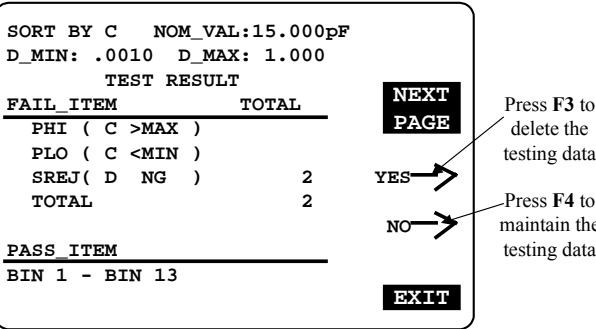 SORT BY C NOM_VAL:15.000pF
D_MIN: .0010 D_MAX: 1.000
TEST RESULT
FAIL_ITEM TOTAL
PHI ( C >MAX )
PLO ( C <MIN )
SREJ( D NG ) 2
TOTAL 2
PASS_ITEM
BIN 1 - BIN 13
NEXT
PAGE
YES
NO
EXIT
Press F3 to
delete the
testing data
Press F4 to
maintain the
testing data